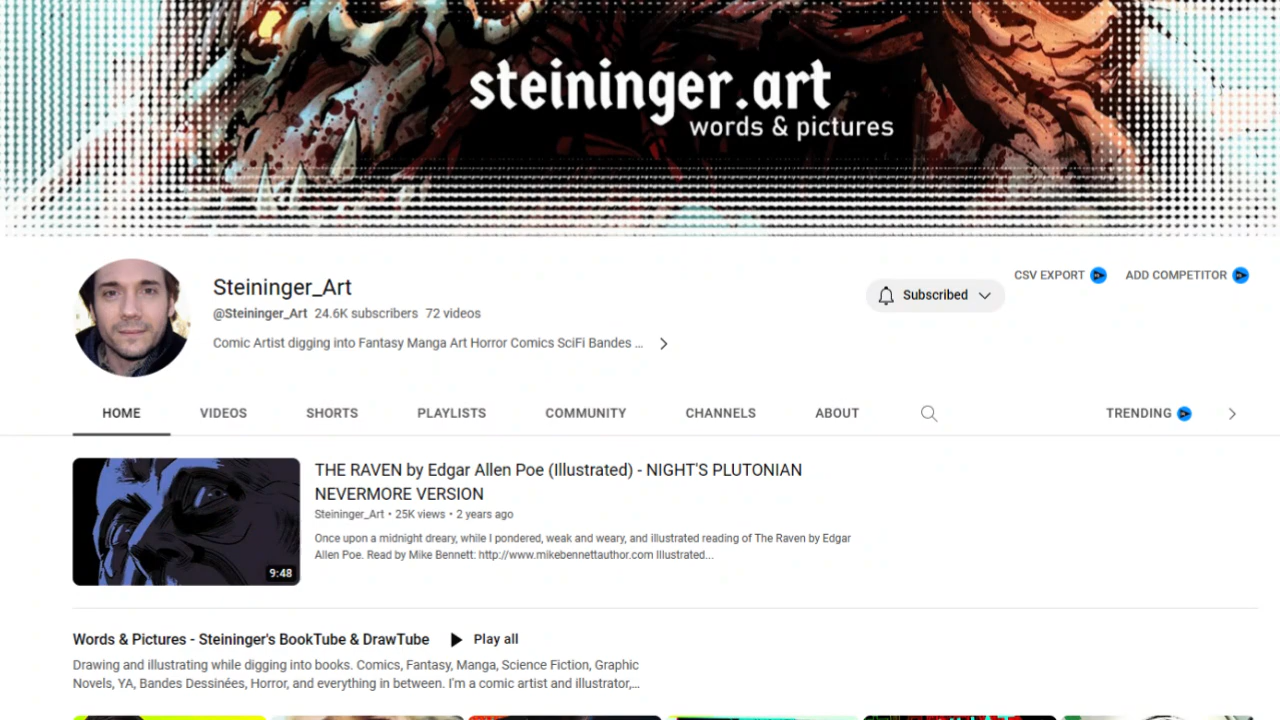 steininger.art
words & pictures
CSV EXPORT
ADD COMPETITOR
Steininger_Art
Subscribed
@Steininger_Art 24.6K subscribers 72 videos
Comic Artist digging into Fantasy Manga Art Horror Comics SciFi Bandes ...
HOME VIDEOS SHORTS PLAYLISTS COMMUNITY CHANNELS ABOUT TRENDING
THE RAVEN by Edgar Allen Poe (Illustrated) - NIGHT'S PLUTONIAN
NEVERMORE VERSION
Steininger_Art • 25K views • 2 years ago
Once upon a midnight dreary, while I pondered, weak and weary, and illustrated reading of The Raven by Edgar
Allen Poe. Read by Mike Bennett: http://www.mikebennettauthor.com Illustrated...
9:48
Words & Pictures - Steininger's BookTube & DrawTube Play all
Drawing and illustrating while digging into books. Comics, Fantasy, Manga, Science Fiction, Graphic
Novels, YA, Bandes Dessinées, Horror, and everything in between. I'm a comic artist and illustrator,...